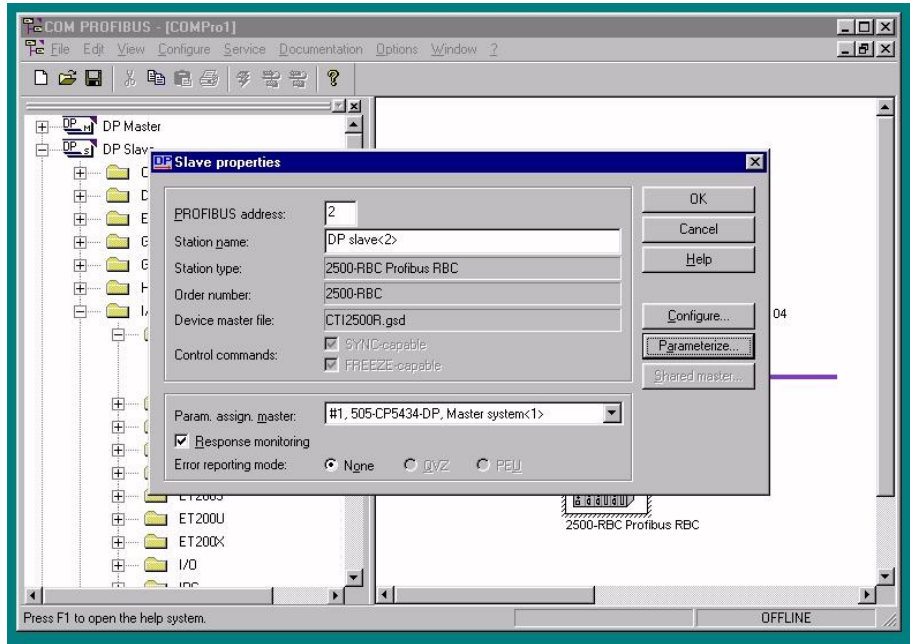 COM PROFIBUS - [COMPro1]
File Edit View Configure Service Documentation Options Window ?
DP Master
DP Slave
Slave properties
PROFIBUS address: 2
Station name: DP slave<2>
Station type: 2500-RBC Profibus RBC
Order number: 2500-RBC
Device master file: CTI2500R.gsd
Control commands: SYNC-capable
FREEZE-capable
Param. assign. master: #1, 505-CP5434-DP, Master system<1>
Response monitoring
Error reporting mode: None QVZ PEU
OK
Cancel
Help
Configure...
Parameterize...
Shared master...
04
ET200U
ET200X
I/O
2500-RBC Profibus RBC
Press F1 to open the help system.
OFFLINE